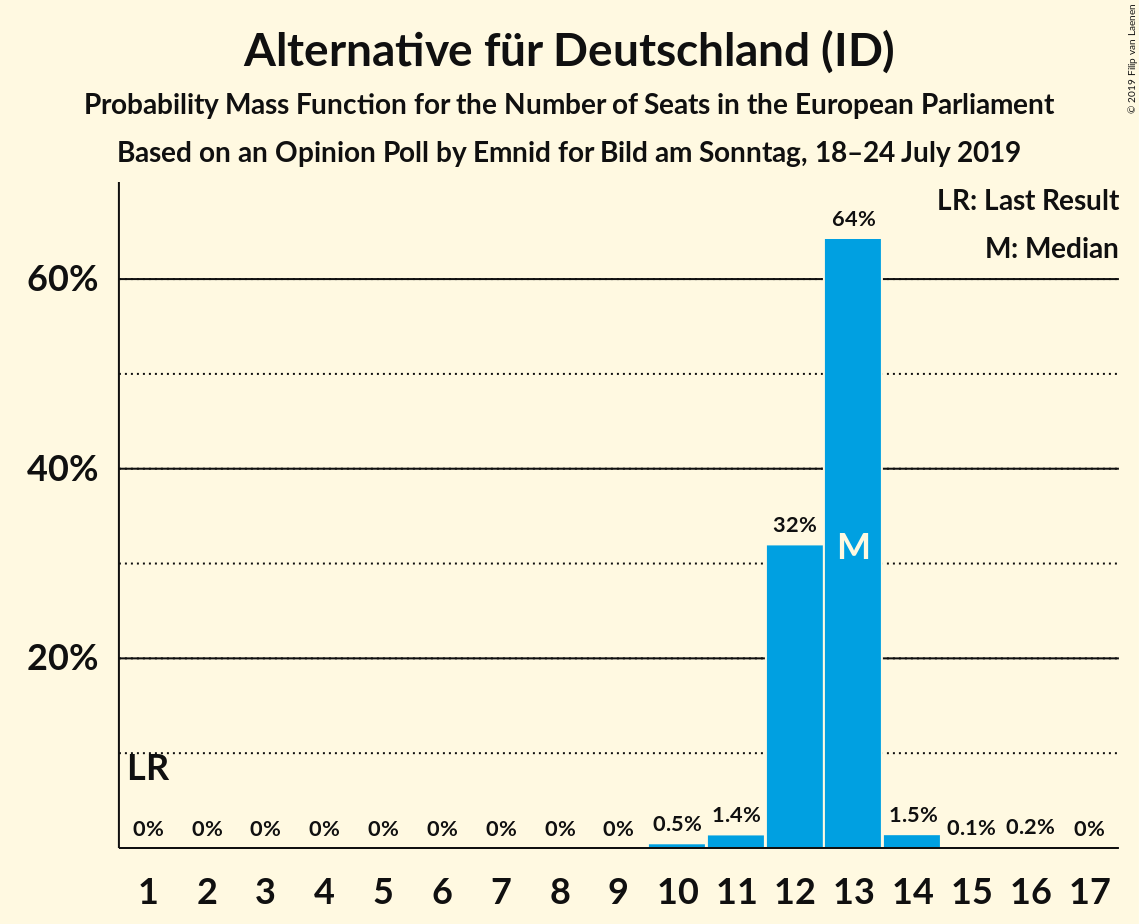 Alternative für Deutschland (ID)
Probability Mass Function for the Number of Seats in the European Parliament
Based on an Opinion Poll by Emnid for Bild am Sonntag, 18–24 July 2019
© 2019 Filip van Laenen
LR: Last Result
M: Median
60%
40%
20%
LR
M
0% 0% 0% 0% 0% 0% 0% 0% 0% 0.5% 1.4% 32% 64% 1.5% 0.1% 0.2% 0%
1 2 3 4 5 6 7 8 9 10 11 12 13 14 15 16 17